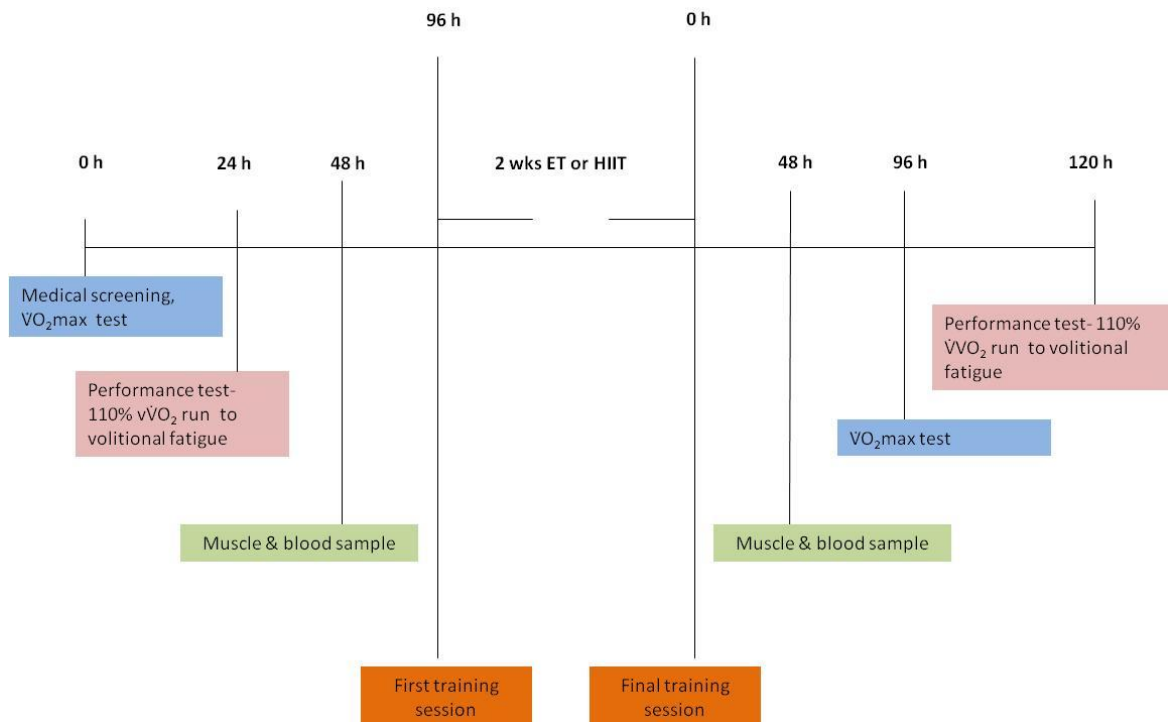 96 h
0 h
0 h
24 h
48 h
2 wks ET or HIIT
48 h
96 h
120 h
Medical screening,
V̇O₂max test
Performance test-
110% vV̇O₂ run to
volitional fatigue
Muscle & blood sample
First training
session
Final training
session
Muscle & blood sample
V̇O₂max test
Performance test- 110%
V̇VO₂ run to volitional
fatigue